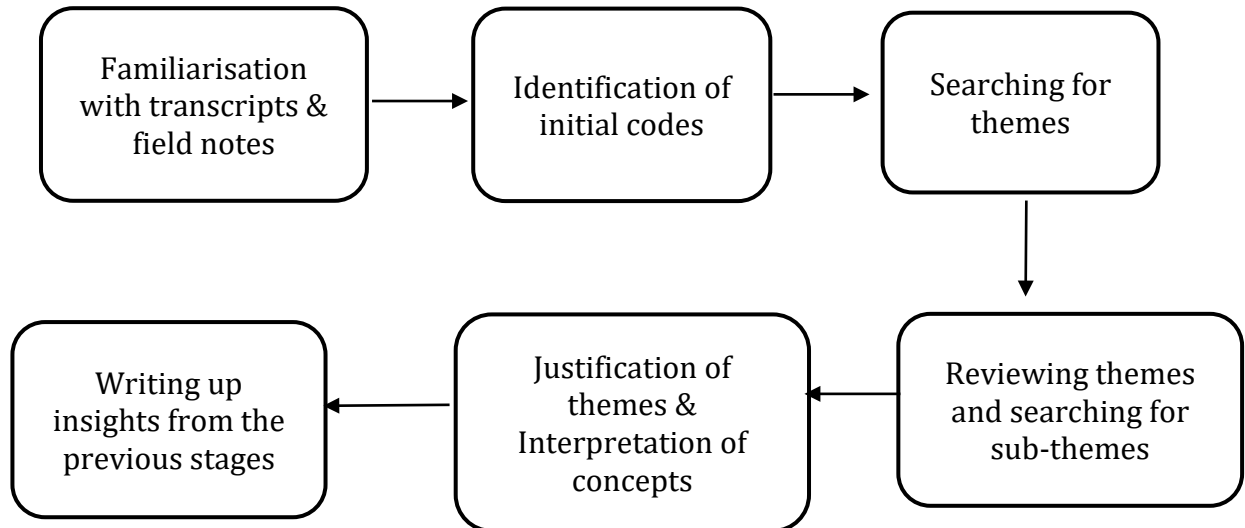 Familiarisation
with transcripts &
field notes
Identification of
initial codes
Searching for
themes
Reviewing themes
and searching for
sub-themes
Justification of
themes &
Interpretation of
concepts
Writing up
insights from the
previous stages